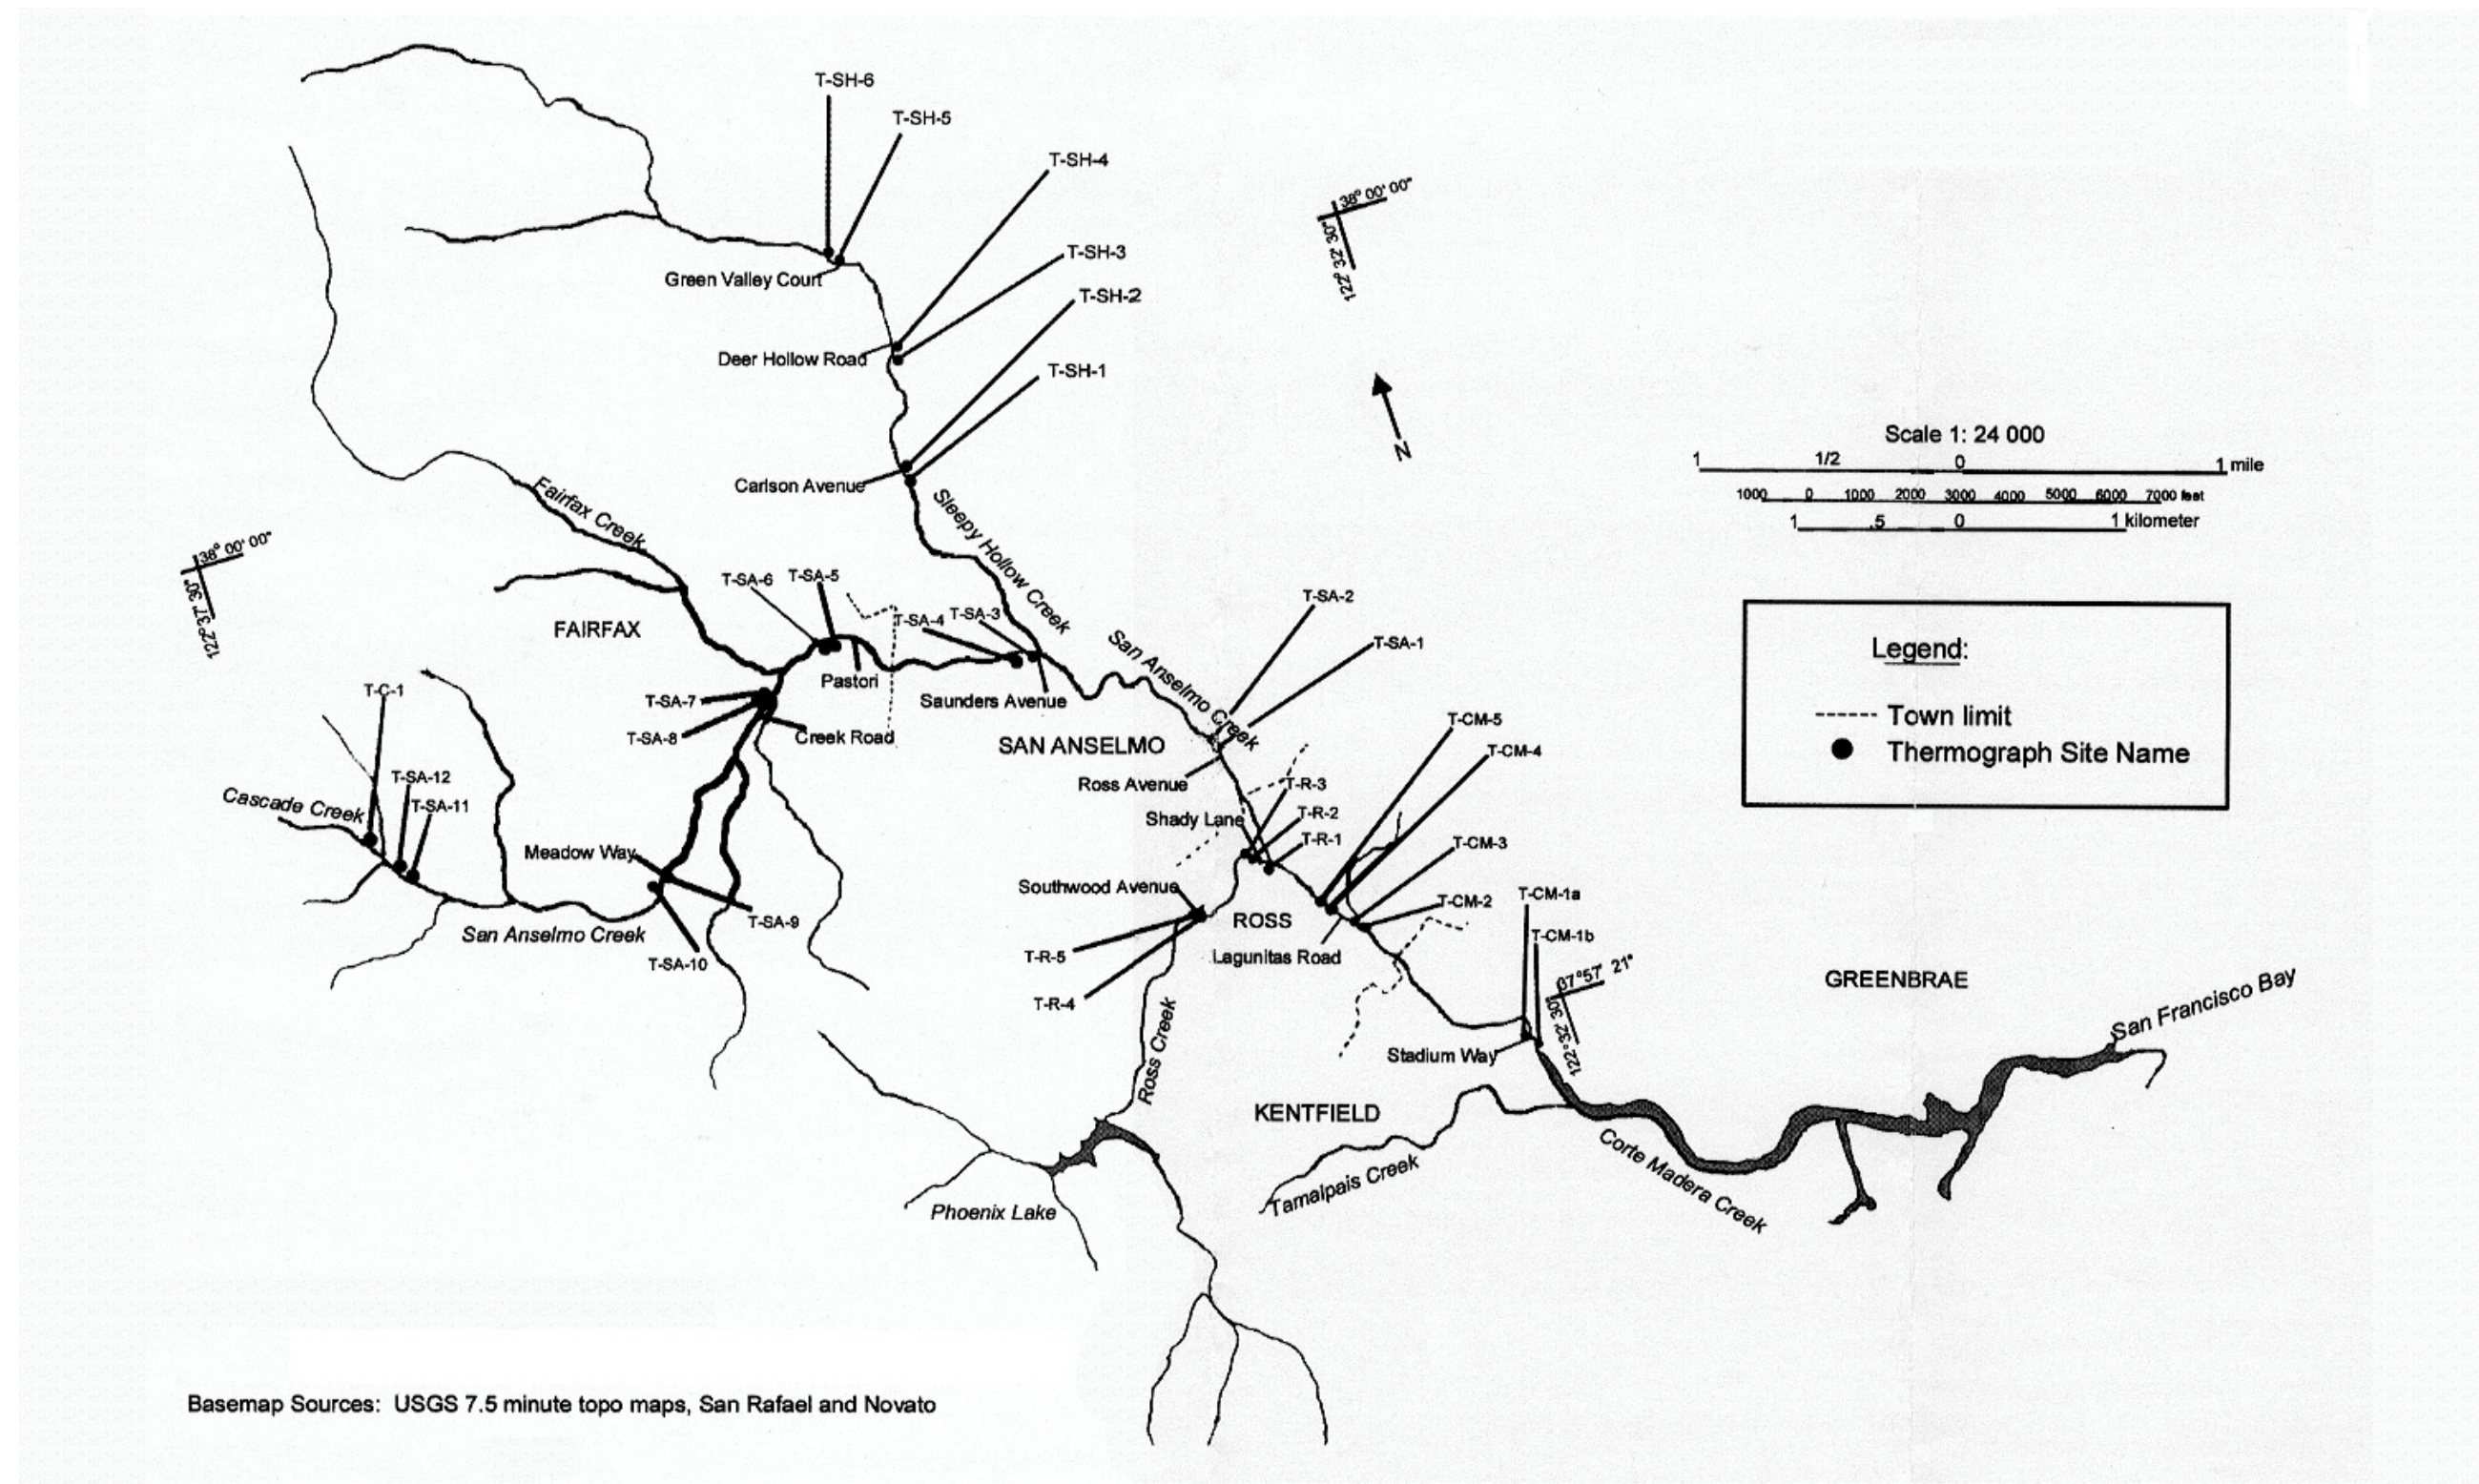 T-SH-6
T-SH-5
T-SH-4
38° 00' 00"
122° 32' 30"
T-SH-3
Green Valley Court
T-SH-2
Deer Hollow Road
T-SH-1
N
Scale 1: 24 000
1 1/2 0 1 mile
1000 0 1000 2000 3000 4000 5000 6000 7000 feet
1 .5 0 1 kilometer
Carlson Avenue
Sleepy Hollow Creek
Fairfax Creek
38° 00' 00"
122° 37' 30"
T-SA-6
T-SA-5
T-SA-4
T-SA-3
T-SA-2
FAIRFAX
San Anselmo Creek
T-SA-1
Legend:
Town limit
Thermograph Site Name
Pastori
Saunders Avenue
T-C-1
T-SA-7
T-SA-8
Creek Road
SAN ANSELMO
T-CM-5
T-CM-4
T-SA-12
T-SA-11
Cascade Creek
Ross Avenue
T-R-3
T-R-2
Shady Lane
T-R-1
Meadow Way
T-CM-3
Southwood Avenue
T-CM-2
T-CM-1a
T-SA-9
San Anselmo Creek
ROSS
T-CM-1b
T-SA-10
T-R-5
Lagunitas Road
37°57' 21"
122° 32' 30"
GREENBRAE
T-R-4
San Francisco Bay
Ross Creek
Stadium Way
KENTFIELD
Corte Madera Creek
Tamalpais Creek
Phoenix Lake
Basemap Sources: USGS 7.5 minute topo maps, San Rafael and Novato